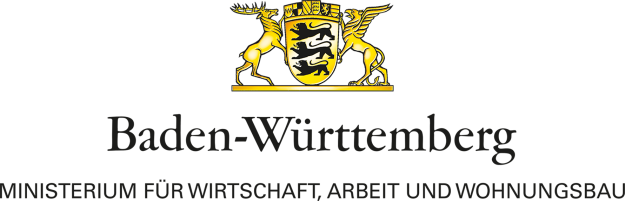 Baden-Württemberg
MINISTERIUM FÜR WIRTSCHAFT, ARBEIT UND WOHNUNGSBAU